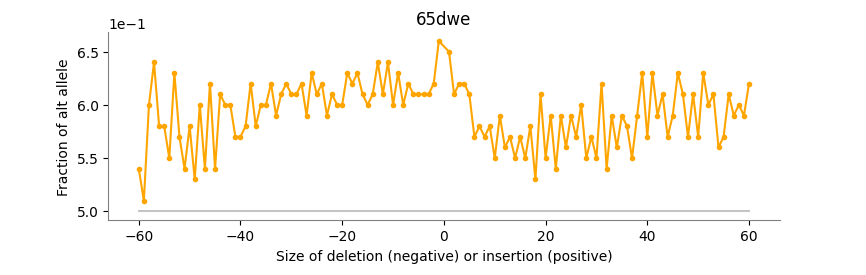 65dwe
1e−1
6.5
6.0
5.5
5.0
−60 −40 −20 0 20 40 60
Fraction of alt allele
Size of deletion (negative) or insertion (positive)